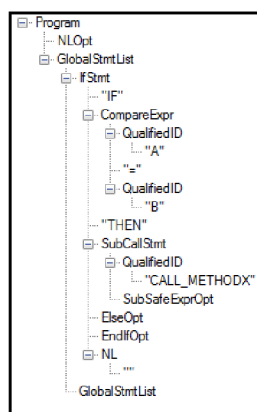 Program
NLOpt
GlobalStmtList
IfStmt
"IF"
CompareExpr
QualifiedID
"A"
"="
QualifiedID
"B"
"THEN"
SubCallStmt
QualifiedID
"CALL_METHODX"
SubSafeExprOpt
ElseOpt
EndIfOpt
NL
""
GlobalStmtList